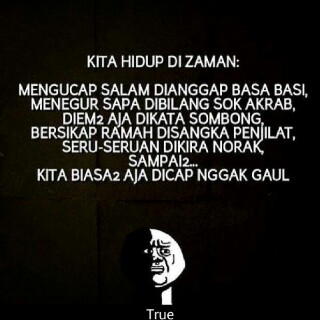 KITA HIDUP DI ZAMAN:
MENGUCAP SALAM DIANGGAP BASA BASI,
MENEGUR SAPA DIBILANG SOK AKRAB,
DIEM2 AJA DIKATA SOMBONG,
BERSIKAP RAMAH DISANGKA PENJILAT,
SERU-SERUAN DIKIRA NORAK,
SAMPAI2...
KITA BIASA2 AJA DICAP NGGAK GAUL
True